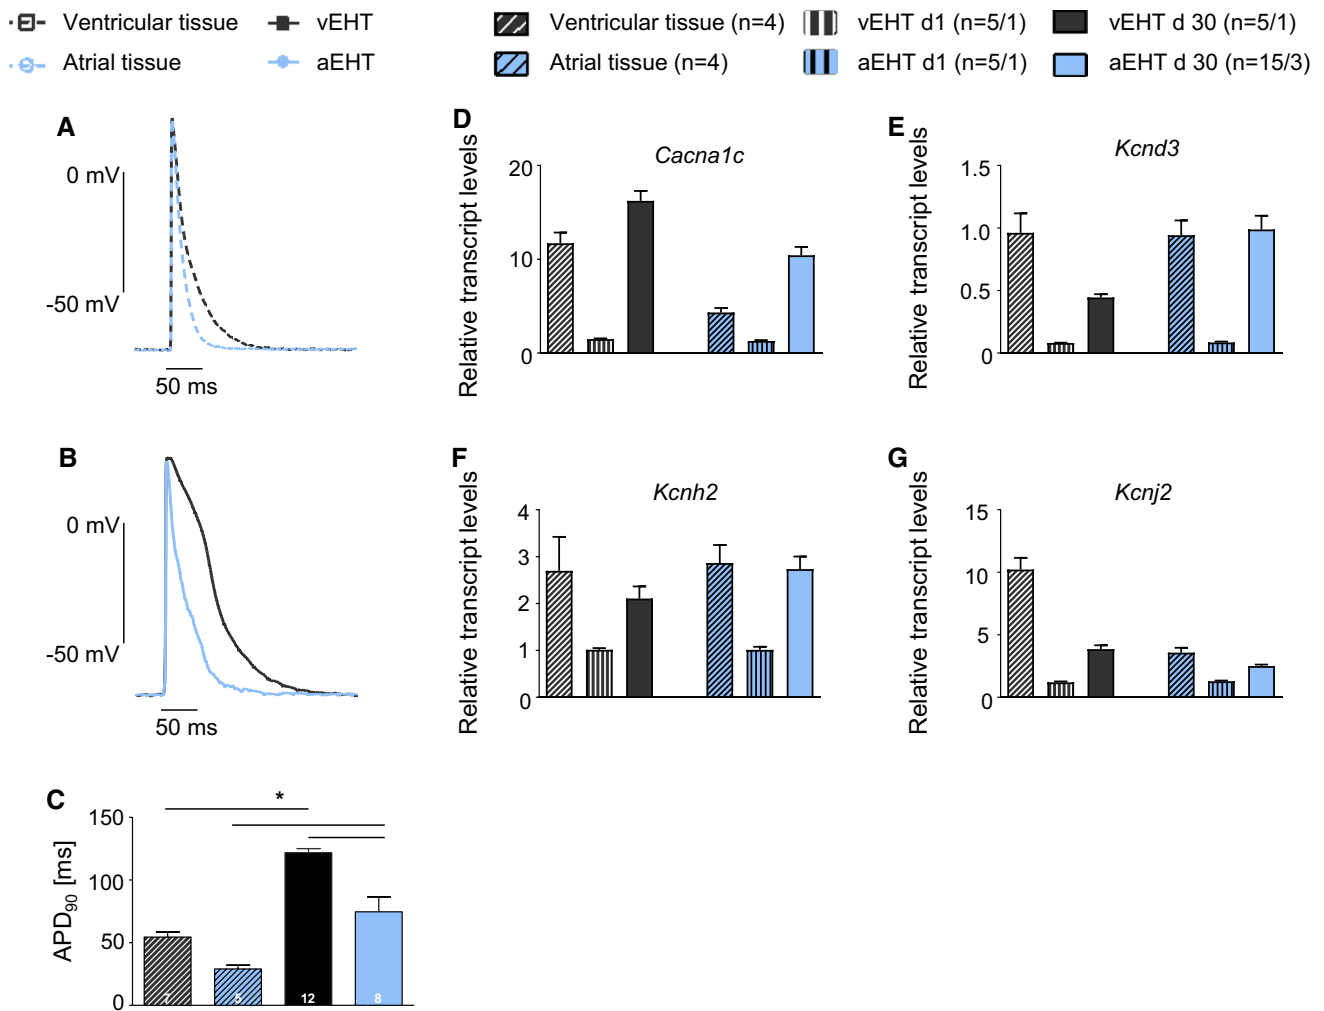 Ventricular tissue
vEHT
Ventricular tissue (n=4)
vEHT d1 (n=5/1)
vEHT d 30 (n=5/1)
Atrial tissue
aEHT
Atrial tissue (n=4)
aEHT d1 (n=5/1)
aEHT d 30 (n=15/3)
A
0 mV
-50 mV
50 ms
D
Cacna1c
Relative transcript levels
20
10
0
E
Kcnd3
Relative transcript levels
1.5
1.0
0.5
0
B
0 mV
-50 mV
50 ms
F
Kcnh2
Relative transcript levels
4
3
2
1
0
G
Kcnj2
Relative transcript levels
15
10
5
0
C
*
APD90 [ms]
150
100
50
0
7
5
12
8